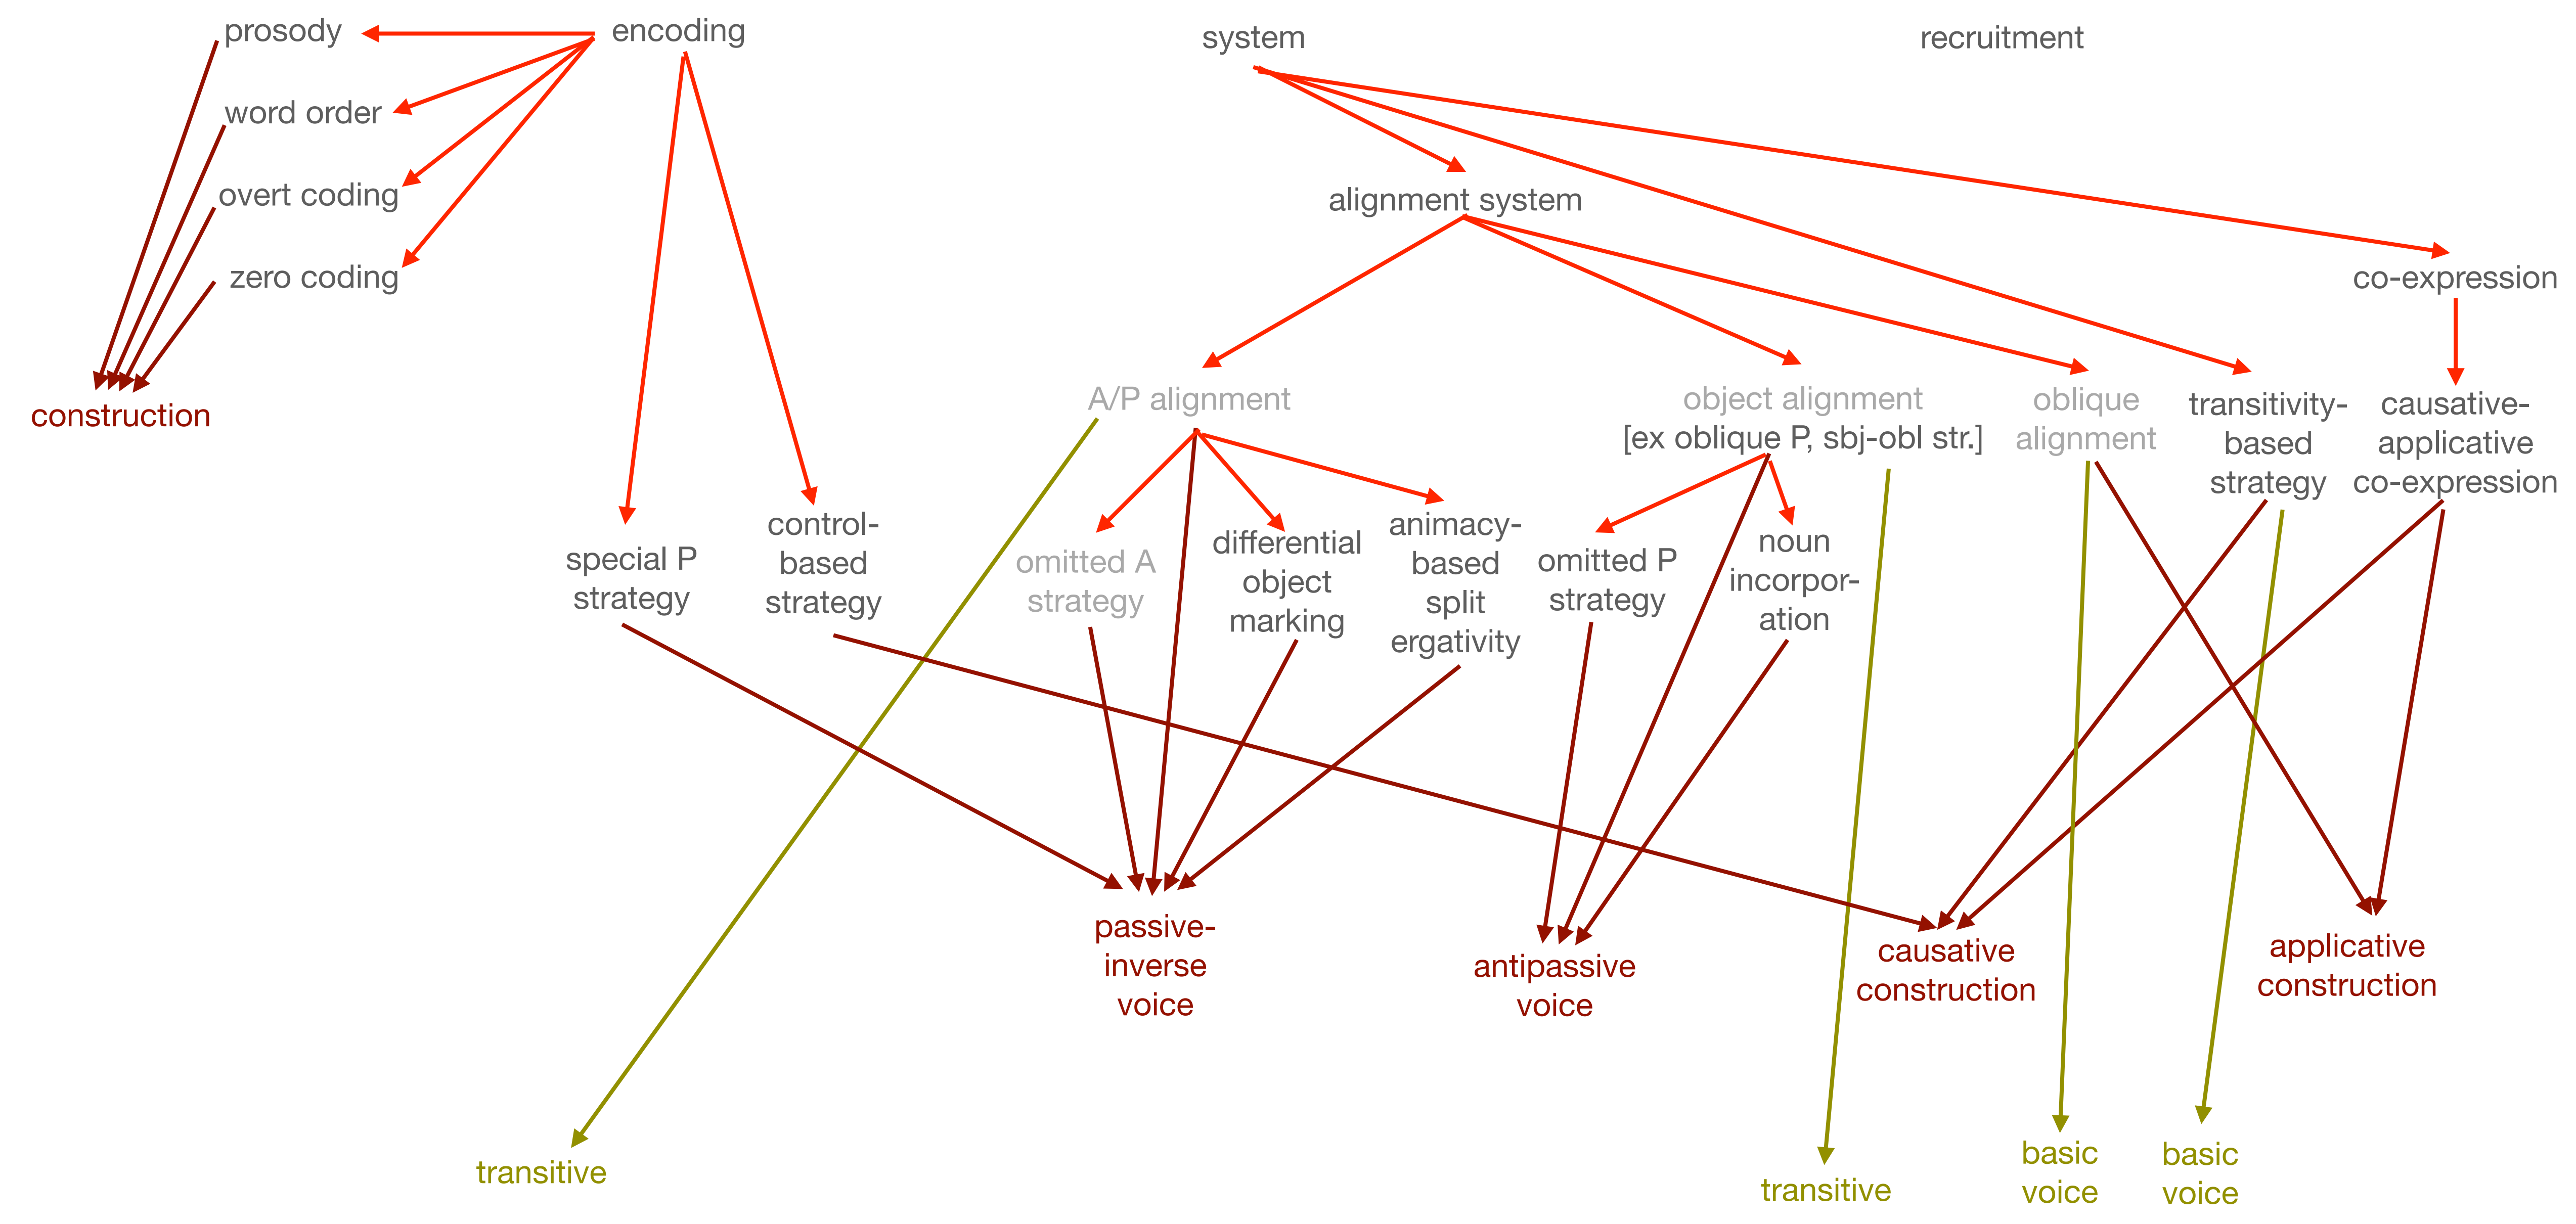 prosody
encoding
system
recruitment
word order
overt coding
alignment system
zero coding
co-expression
construction
A/P alignment
object alignment
[ex oblique P, sbj-obl str.]
oblique
alignment
transitivity-
based
strategy
causative-
applicative
co-expression
special P
strategy
control-
based
strategy
omitted A
strategy
differential
object
marking
animacy-
based
split
ergativity
omitted P
strategy
noun
incorpor-
ation
passive-
inverse
voice
antipassive
voice
causative
construction
applicative
construction
transitive
transitive
basic
voice
basic
voice